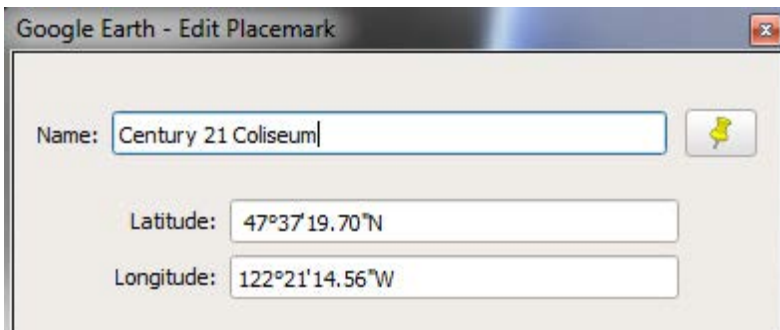 Google Earth - Edit Placemark
Name: Century 21 Coliseum
Latitude: 47°37'19.70"N
Longitude: 122°21'14.56"W